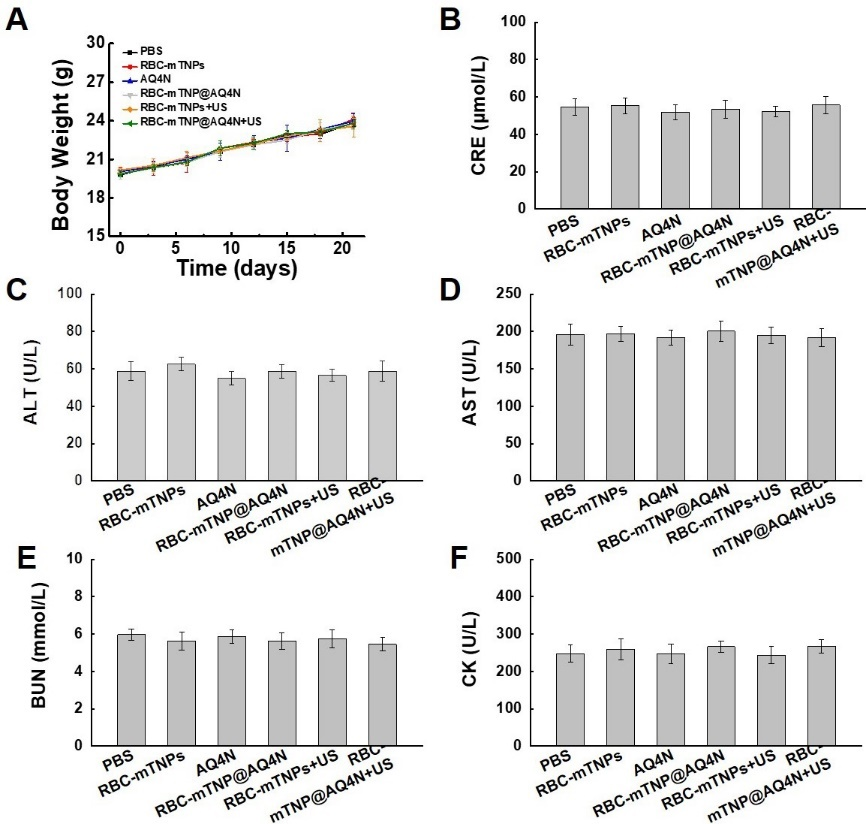 A
Body Weight (g)
30
27
24
21
18
15
PBS
RBC-mTNPs
AQ4N
RBC-mTNP@AQ4N
RBC-mTNPs+US
RBC-mTNP@AQ4N+US
0
5
10
15
20
Time (days)
B
CRE (μmol/L)
100
80
60
40
20
0
PBS
RBC-mTNPs
AQ4N
RBC-mTNP@AQ4N
RBC-mTNPs+US
RBC-
mTNP@AQ4N+US
C
ALT (U/L)
100
80
60
40
20
0
PBS
RBC-mTNPs
AQ4N
RBC-mTNP@AQ4N
RBC-mTNPs+US
RBC-
mTNP@AQ4N+US
D
AST (U/L)
250
200
150
100
50
0
PBS
RBC-mTNPs
AQ4N
RBC-mTNP@AQ4N
RBC-mTNPs+US
RBC-
mTNP@AQ4N+US
E
BUN (mmol/L)
10
8
6
4
2
0
PBS
RBC-mTNPs
AQ4N
RBC-mTNP@AQ4N
RBC-mTNPs+US
RBC-
mTNP@AQ4N+US
F
CK (U/L)
500
400
300
200
100
0
PBS
RBC-mTNPs
AQ4N
RBC-mTNP@AQ4N
RBC-mTNPs+US
RBC-
mTNP@AQ4N+US